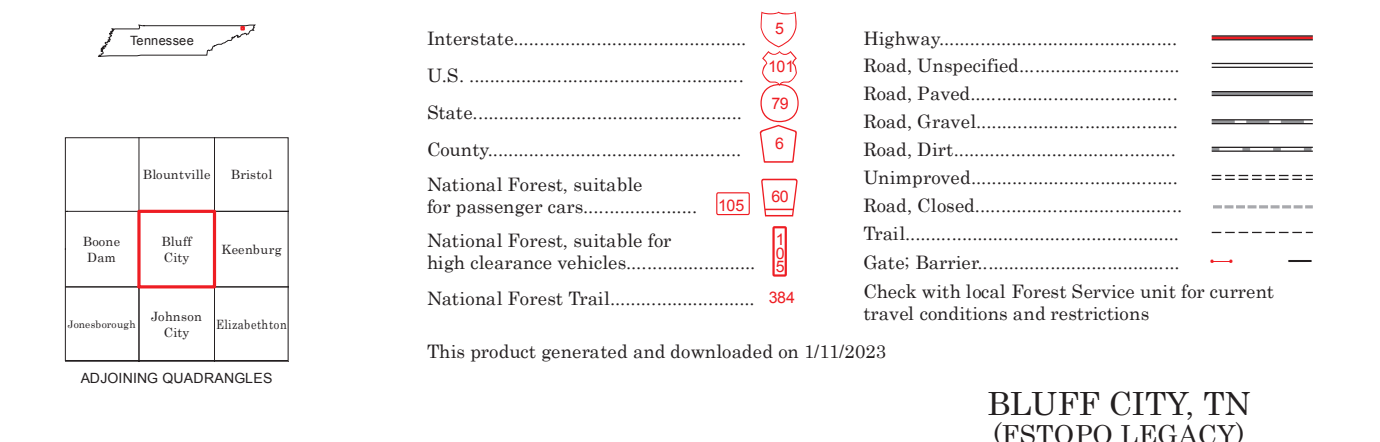 Tennessee
Blountville
Bristol
Boone
Dam
Bluff
City
Keenburg
Jonesborough
Johnson
City
Elizabethton
ADJOINING QUADRANGLES
Interstate.......................................... 5
U.S. ................................................. 101
State................................................ 79
County............................................. 6
National Forest, suitable
for passenger cars.................... 105 60
National Forest, suitable for
high clearance vehicles....................... 105
National Forest Trail.......................... 384
This product generated and downloaded on 1/11/2023
Highway...........................................
Road, Unspecified.............................
Road, Paved.....................................
Road, Gravel....................................
Road, Dirt........................................
Unimproved.....................................
Road, Closed.....................................
Trail.................................................
Gate; Barrier....................................
Check with local Forest Service unit for current
travel conditions and restrictions
BLUFF CITY, TN
(FSTOPO LEGACY)